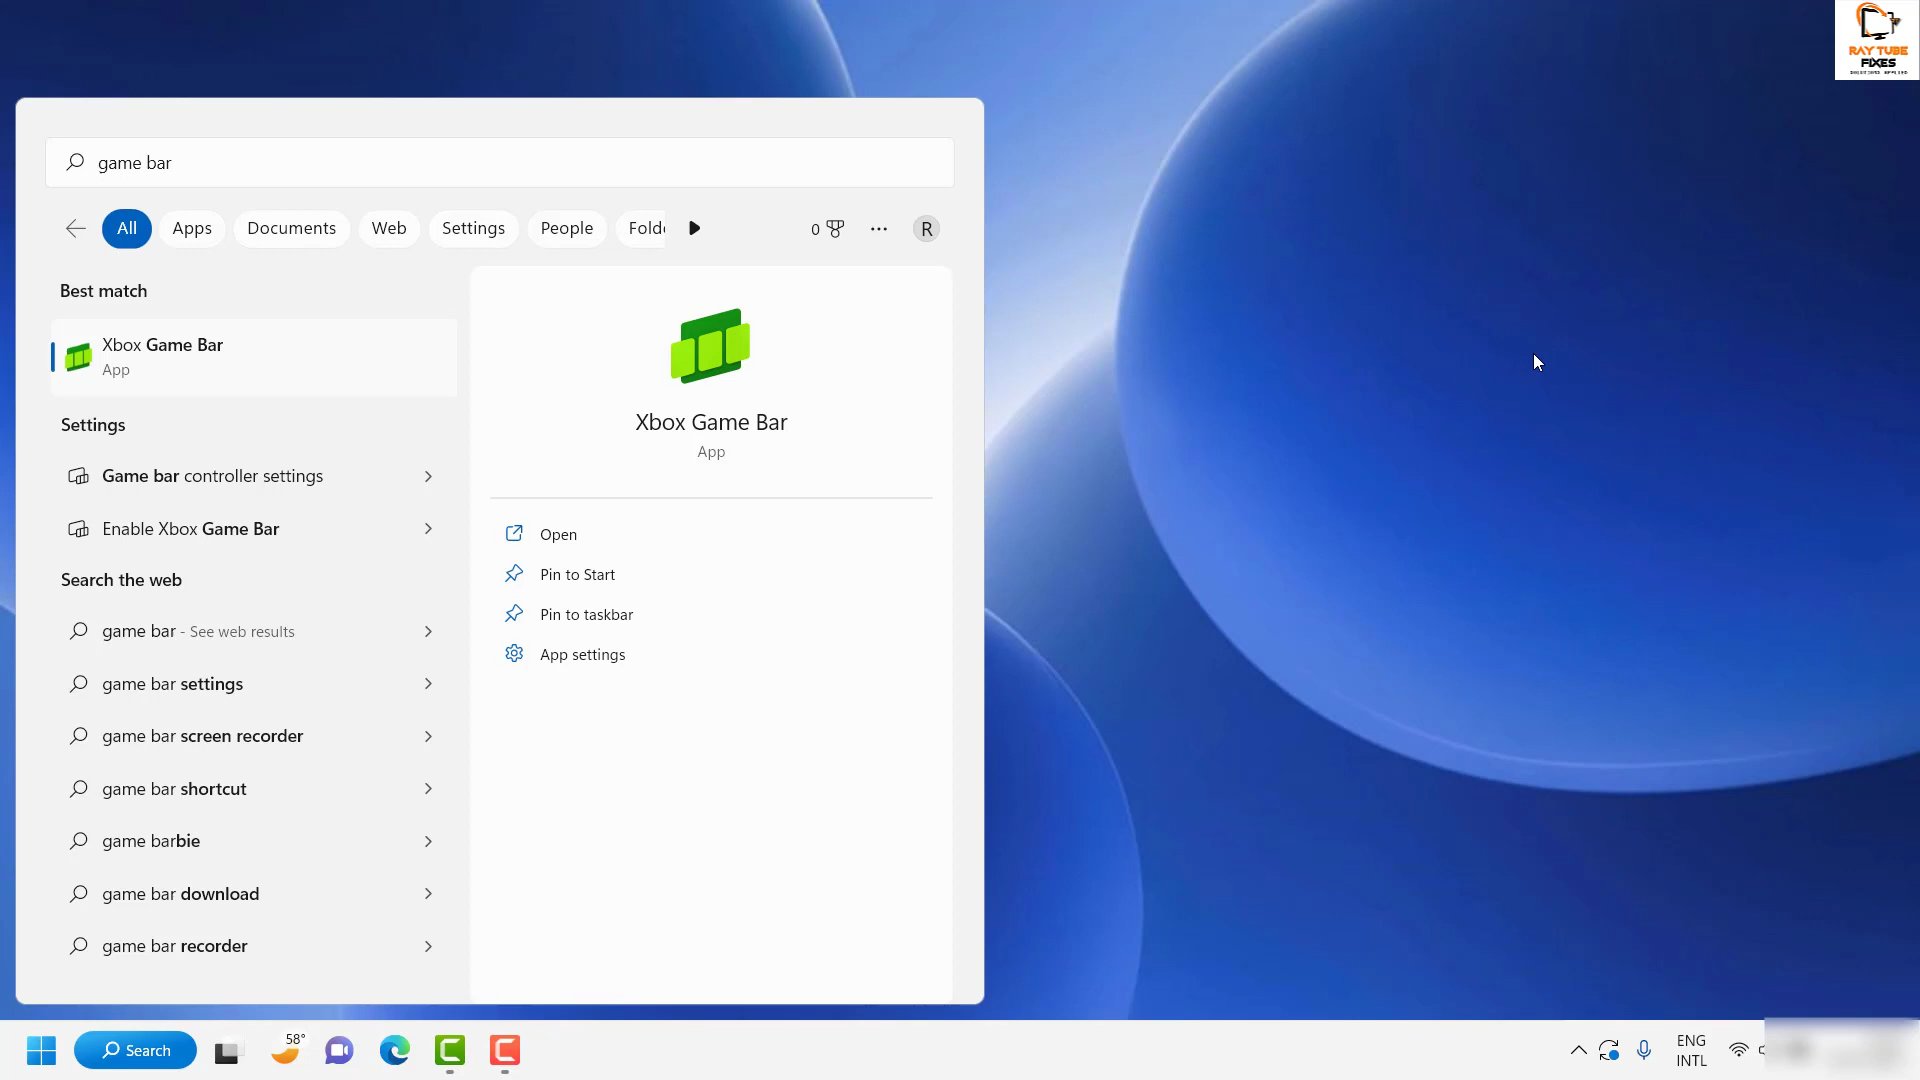 RAY TUBE
FIXES
game bar
All
Apps
Documents
Web
Settings
People
Folde
0
R
Best match
Xbox Game Bar
App
Settings
Game bar controller settings
Enable Xbox Game Bar
Search the web
game bar - See web results
game bar settings
game bar screen recorder
game bar shortcut
game barbie
game bar download
game bar recorder
Xbox Game Bar
App
Open
Pin to Start
Pin to taskbar
App settings
Search
58°
ENG
INTL